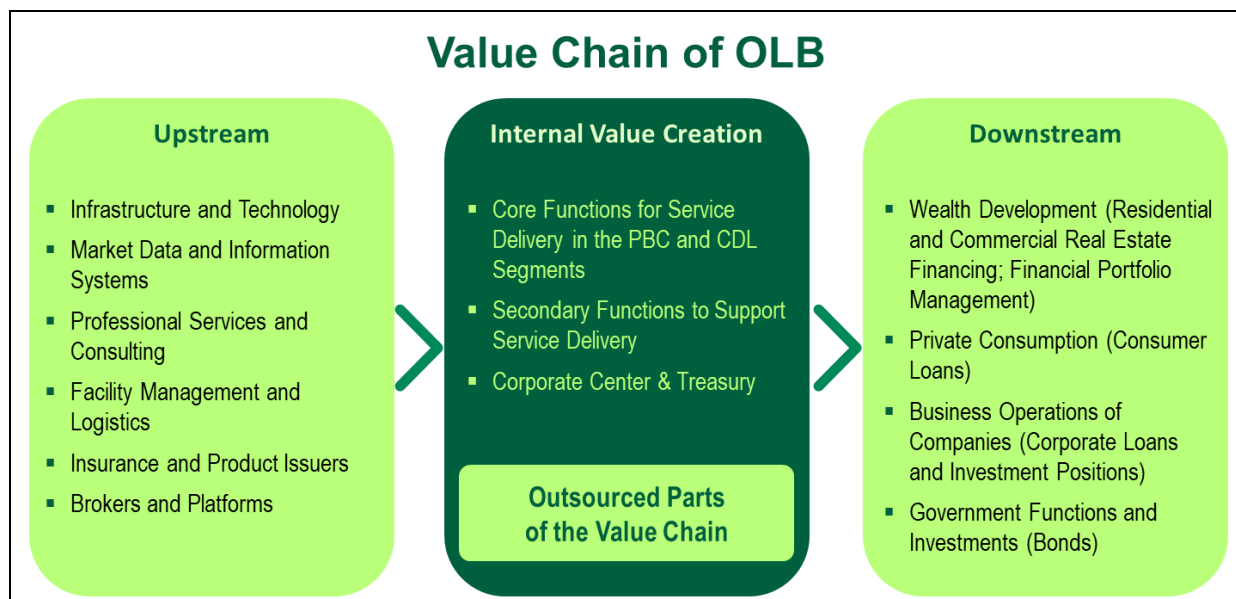 Value Chain of OLB
Upstream
Infrastructure and Technology
Market Data and Information
Systems
Professional Services and
Consulting
Facility Management and
Logistics
Insurance and Product Issuers
Brokers and Platforms
Internal Value Creation
Core Functions for Service
Delivery in the PBC and CDL
Segments
Secondary Functions to Support
Service Delivery
Corporate Center & Treasury
Outsourced Parts
of the Value Chain
Downstream
Wealth Development (Residential
and Commercial Real Estate
Financing; Financial Portfolio
Management)
Private Consumption (Consumer
Loans)
Business Operations of
Companies (Corporate Loans
and Investment Positions)
Government Functions and
Investments (Bonds)